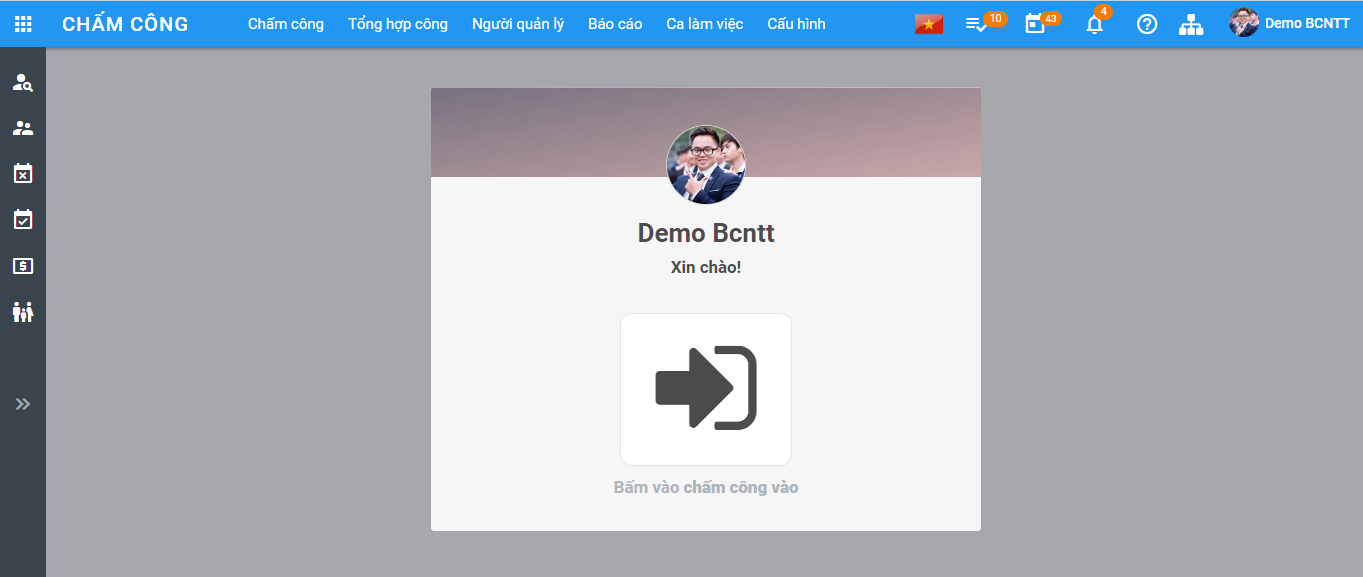 CHẤM CÔNG
Chấm công Tổng hợp công Người quản lý Báo cáo Ca làm việc Cấu hình
10 43 4 Demo BCNTT
Demo Bcntt
Xin chào!
Bấm vào chấm công vào